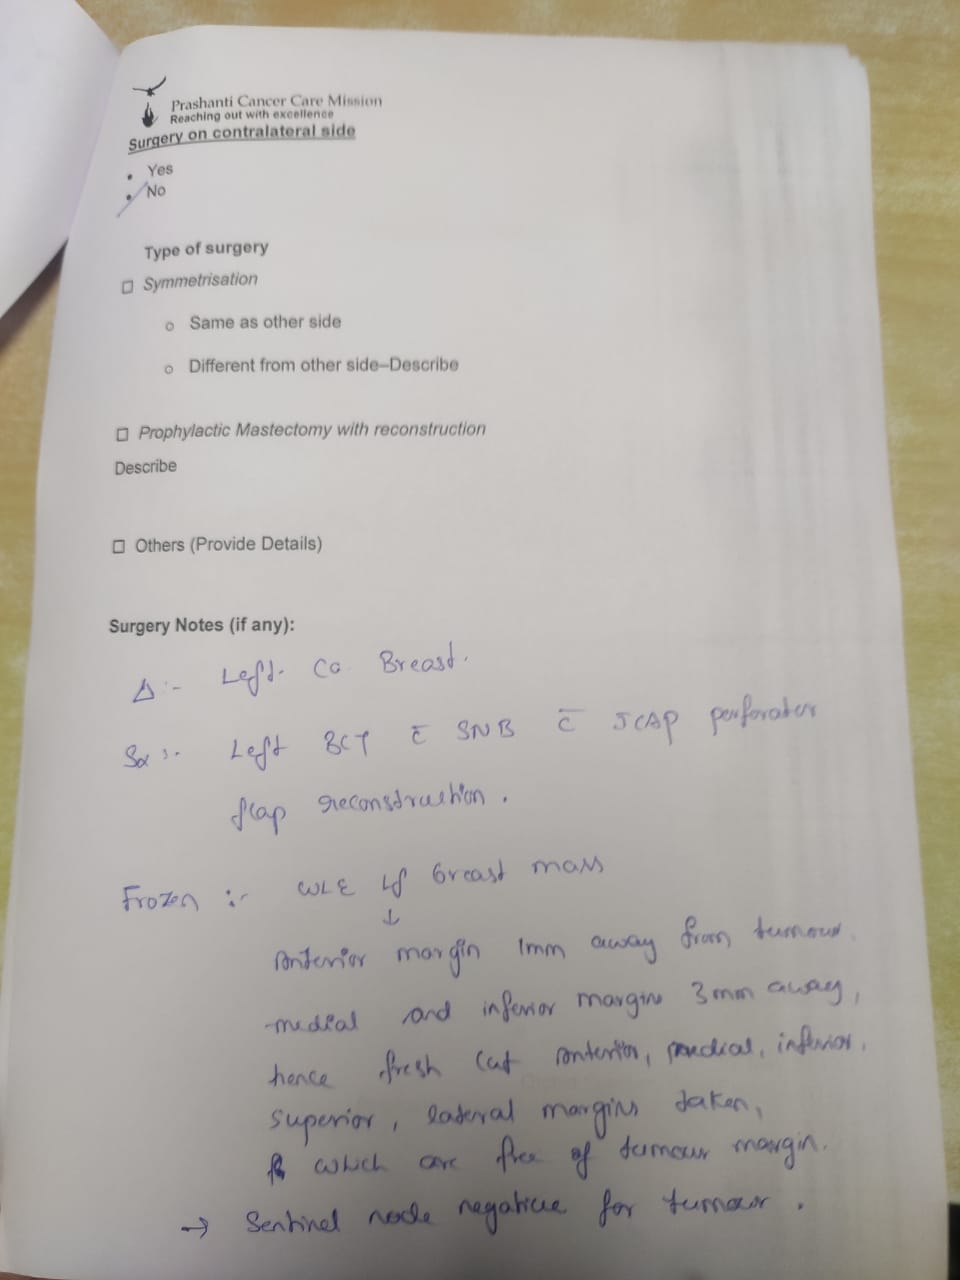 Prashanti Cancer Care Mission
Reaching out with excellence
Surgery on contralateral side
• Yes
• No
Type of surgery
□ Symmetrisation
o Same as other side
o Different from other side–Describe
□ Prophylactic Mastectomy with reconstruction
Describe
□ Others (Provide Details)
Surgery Notes (if any):
Δ:- Left Ca Breast.
Sx :- Left BCT c̄ SNB c̄ ICAP perforator
flap reconstruction.
Frozen :- WLE Lf breast mass
↓
Anterior margin 1mm away from tumour.
medial and inferior margins 3mm away,
hence fresh cut anterior, medial, inferior,
superior, lateral margins taken,
which are free of tumour margin.
→ Sentinel node negative for tumour.